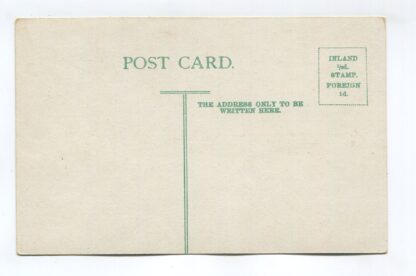 POST CARD.
INLAND
½d.
STAMP.
FOREIGN
1d.
THE ADDRESS ONLY TO BE
WRITTEN HERE.